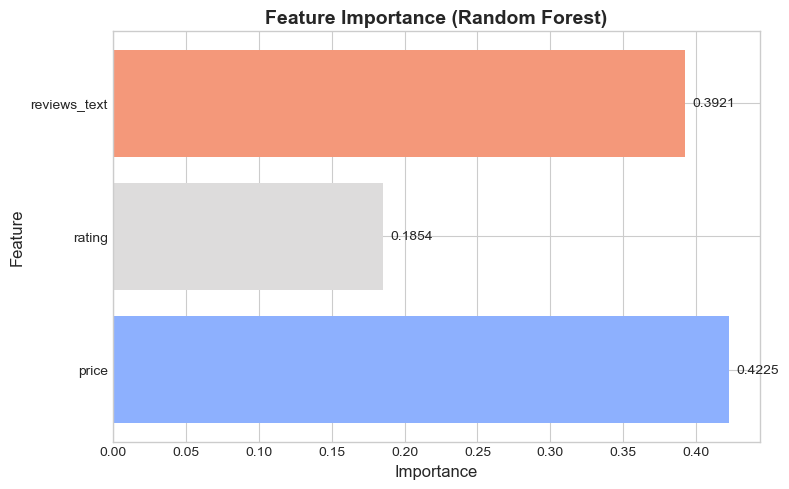 Feature Importance (Random Forest)
reviews_text
0.3921
rating
0.1854
price
0.4225
Feature
0.00 0.05 0.10 0.15 0.20 0.25 0.30 0.35 0.40
Importance